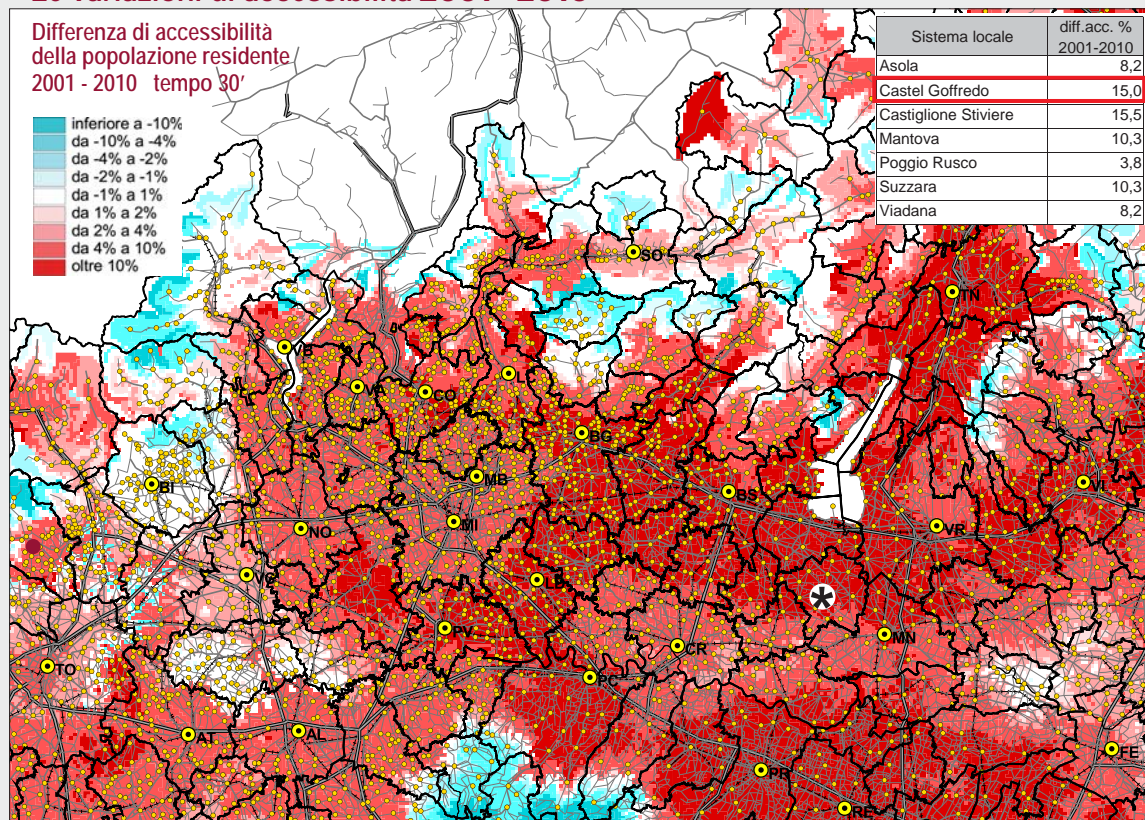 Differenza di accessibilità
della popolazione residente
2001 - 2010 tempo 30'
inferiore a -10%
da -10% a -4%
da -4% a -2%
da -2% a -1%
da -1% a 1%
da 1% a 2%
da 2% a 4%
da 4% a 10%
oltre 10%
Sistema locale diff.acc. % 2001-2010
Asola 8,2
Castel Goffredo 15,0
Castiglione Stiviere 15,5
Mantova 10,3
Poggio Rusco 3,8
Suzzara 10,3
Viadana 8,2
SO
TN
CO
BG
MB
BI
BS
VI
NO
MI
VR
*
PV
MN
CR
TO
PC
AT
AL
FE
PR
RE